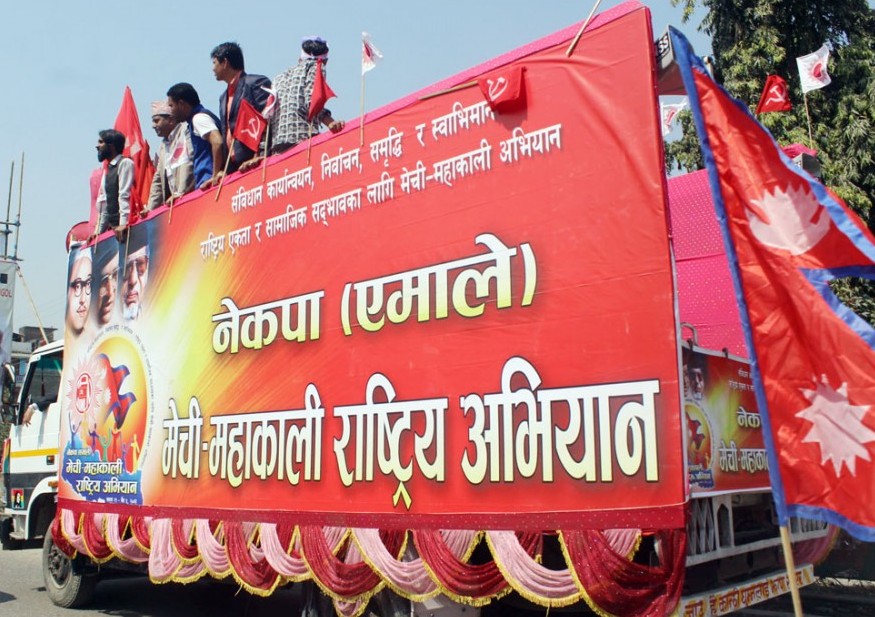 संविधान कार्यान्वयन, निर्वाचन, समृद्धि र स्वाभिमान
राष्ट्रिय एकता र सामाजिक सद्‌भावका लागि मेची-महाकाली अभियान
नेकपा (एमाले)
मेची-महाकाली राष्ट्रिय अभियान
मेची-महाकाली
राष्ट्रिय अभियान